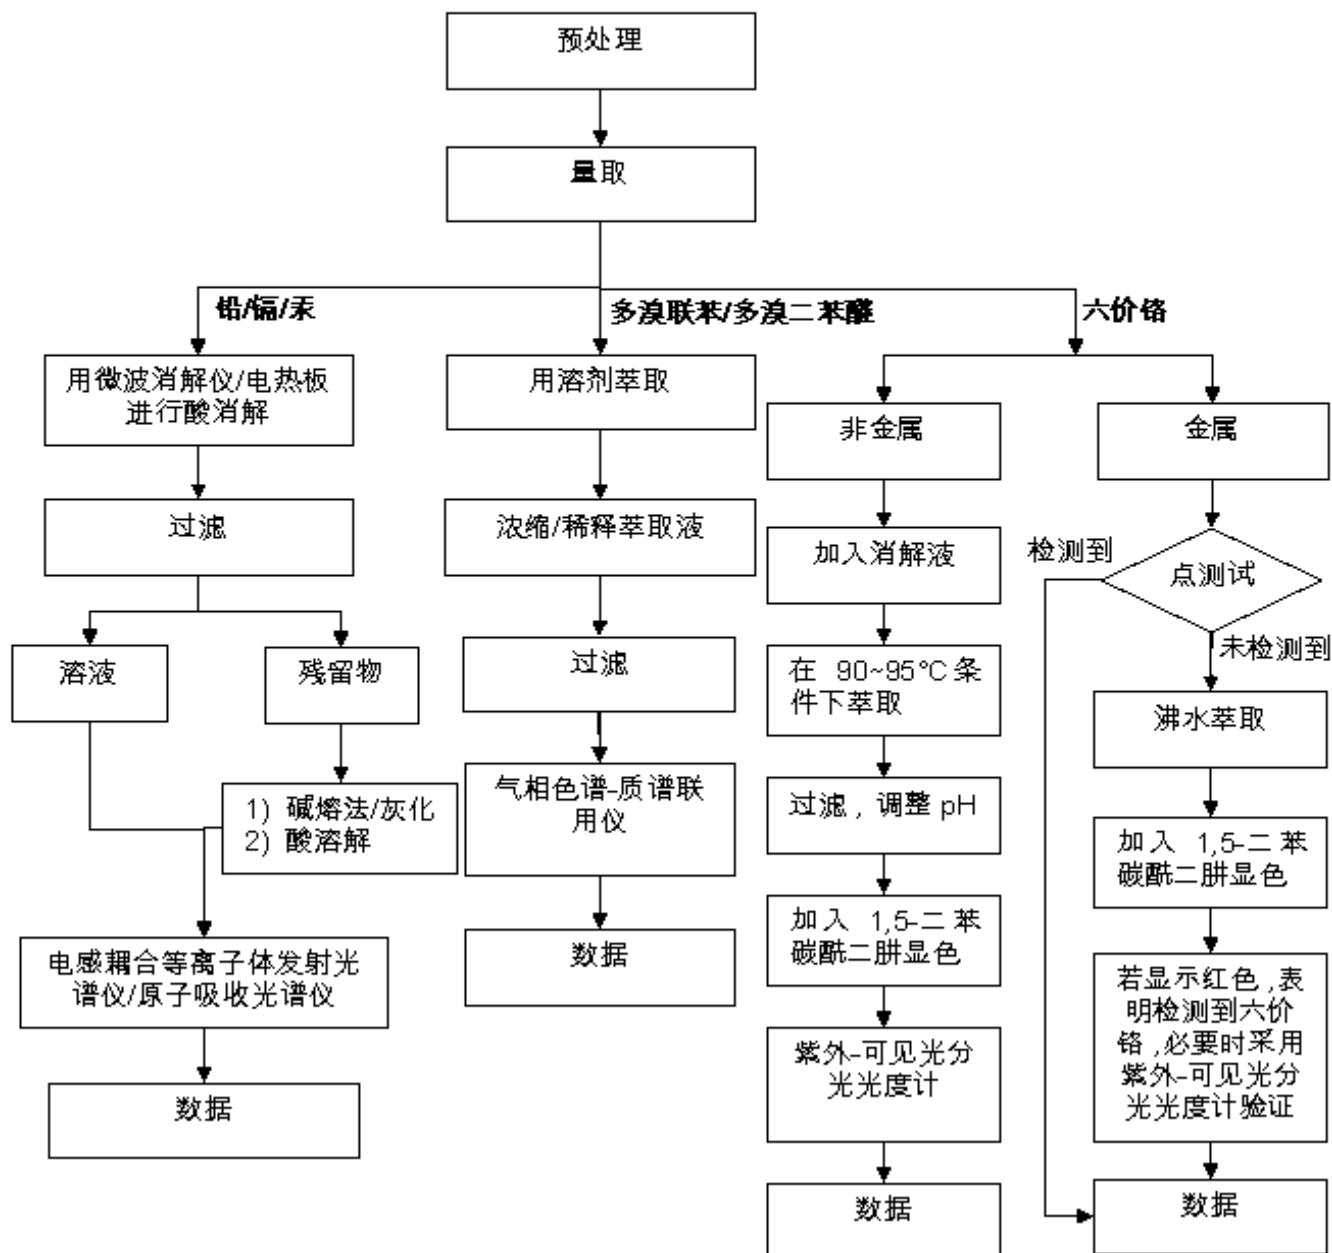 预处理
量取
铅/镉/汞
多溴联苯/多溴二苯醚
六价铬
用微波消解仪/电热板
进行酸消解
过滤
溶液
残留物
1) 碱熔法/灰化
2) 酸溶解
电感耦合等离子体发射光
谱仪/原子吸收光谱仪
数据
用溶剂萃取
浓缩/稀释萃取液
过滤
气相色谱-质谱联
用仪
数据
非金属
加入消解液
在 90~95°C 条
件下萃取
过滤，调整 pH
加入 1,5-二苯
碳酰二肼显色
紫外-可见光分
光光度计
数据
金属
点测试
检测到
未检测到
沸水萃取
加入 1,5-二苯
碳酰二肼显色
若显示红色,表
明检测到六价
铬,必要时采用
紫外-可见光分
光光度计验证
数据